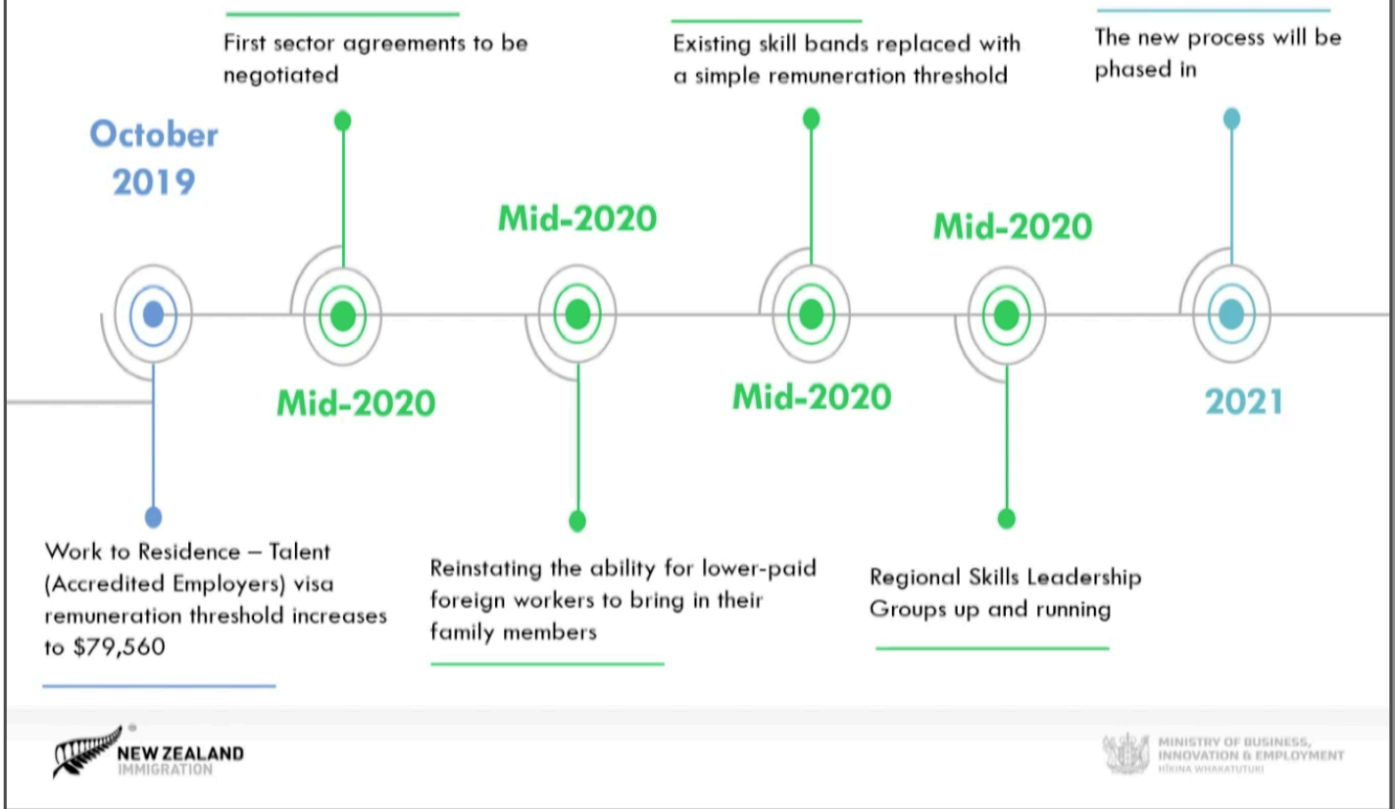 First sector agreements to be
negotiated
Existing skill bands replaced with
a simple remuneration threshold
The new process will be
phased in
October
2019
Mid-2020
Mid-2020
Mid-2020
Mid-2020
2021
Work to Residence – Talent
(Accredited Employers) visa
remuneration threshold increases
to $79,560
Reinstating the ability for lower-paid
foreign workers to bring in their
family members
Regional Skills Leadership
Groups up and running
NEW ZEALAND
IMMIGRATION
MINISTRY OF BUSINESS,
INNOVATION & EMPLOYMENT
HĪKINA WHAKATUTUKI